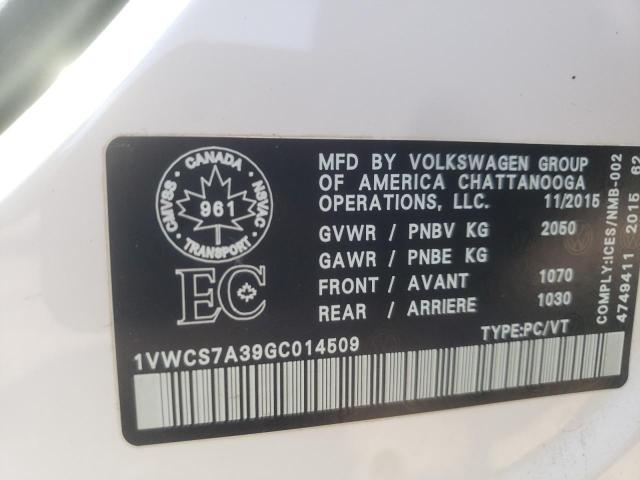 CANADA
CMVSS
NSVAC
961
TRANSPORT
EC
MFD BY VOLKSWAGEN GROUP
OF AMERICA CHATTANOOGA
OPERATIONS, LLC. 11/2015
GVWR / PNBV KG 2050
GAWR / PNBE KG
FRONT / AVANT 1070
REAR / ARRIERE 1030
TYPE:PC/VT
1VWCS7A39GC014509
COMPLY:ICES/NMB-002
4749411 2015 62